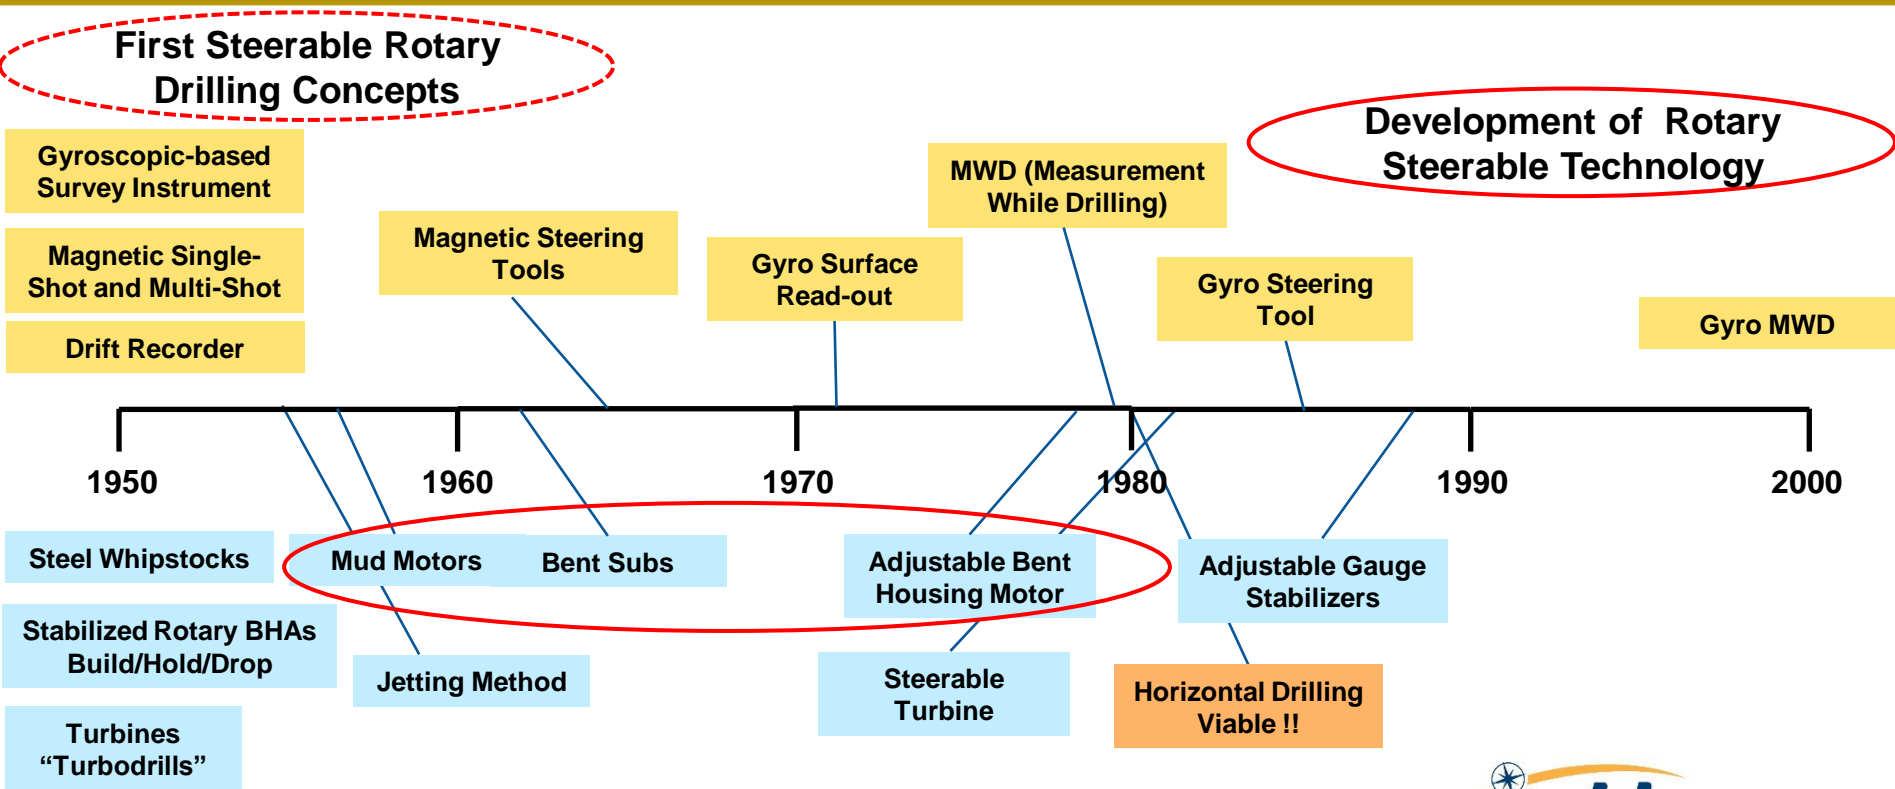 First Steerable Rotary
Drilling Concepts
Development of Rotary
Steerable Technology
Gyroscopic-based
Survey Instrument
Magnetic Single-
Shot and Multi-Shot
Drift Recorder
Magnetic Steering
Tools
Gyro Surface
Read-out
MWD (Measurement
While Drilling)
Gyro Steering
Tool
Gyro MWD
1950
1960
1970
1980
1990
2000
Steel Whipstocks
Mud Motors
Bent Subs
Adjustable Bent
Housing Motor
Adjustable Gauge
Stabilizers
Stabilized Rotary BHAs
Build/Hold/Drop
Jetting Method
Steerable
Turbine
Horizontal Drilling
Viable !!
Turbines
“Turbodrills”